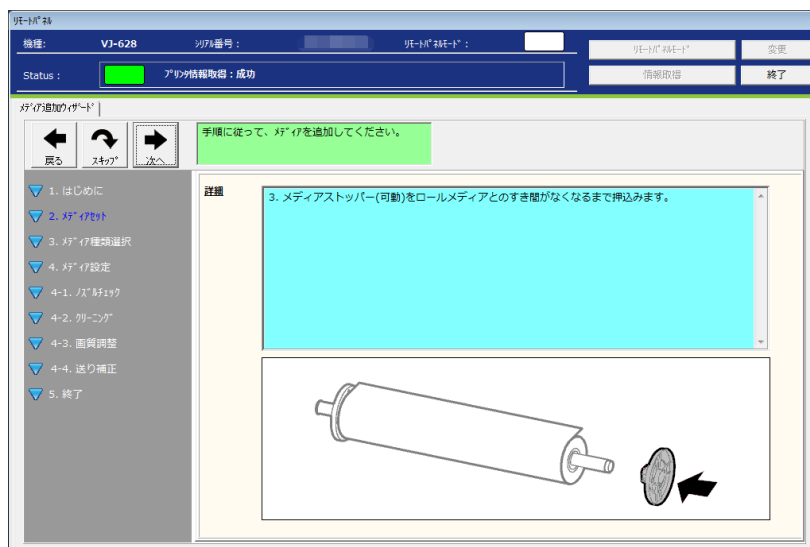 ﾘﾓｰﾄﾊﾟﾈﾙ
機種： VJ-628 ｼﾘｱﾙ番号： ﾘﾓｰﾄﾊﾟﾈﾙﾓｰﾄﾞ： ﾘﾓｰﾄﾊﾟﾈﾙﾓｰﾄﾞ 変更
Status： ﾌﾟﾘﾝﾀ情報取得：成功 情報取得 終了
ﾒﾃﾞｨｱ追加ｳｨｻﾞｰﾄﾞ
戻る ｽｷｯﾌﾟ 次へ
手順に従って、ﾒﾃﾞｨｱを追加してください。
1. はじめに
2. ﾒﾃﾞｨｱｾｯﾄ
3. ﾒﾃﾞｨｱ種類選択
4. ﾒﾃﾞｨｱ設定
4-1. ﾉｽﾞﾙﾁｪｯｸ
4-2. ｸﾘｰﾆﾝｸﾞ
4-3. 画質調整
4-4. 送り補正
5. 終了
詳細
3. メディアストッパー(可動)をロールメディアとのすき間がなくなるまで押込みます。